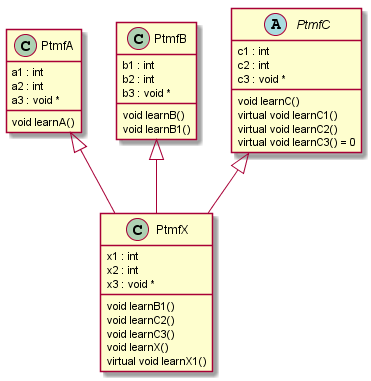 C PtmfA
a1 : int
a2 : int
a3 : void *
void learnA()
C PtmfB
b1 : int
b2 : int
b3 : void *
void learnB()
void learnB1()
A PtmfC
c1 : int
c2 : int
c3 : void *
void learnC()
virtual void learnC1()
virtual void learnC2()
virtual void learnC3() = 0
C PtmfX
x1 : int
x2 : int
x3 : void *
void learnB1()
void learnC2()
void learnC3()
void learnX()
virtual void learnX1()